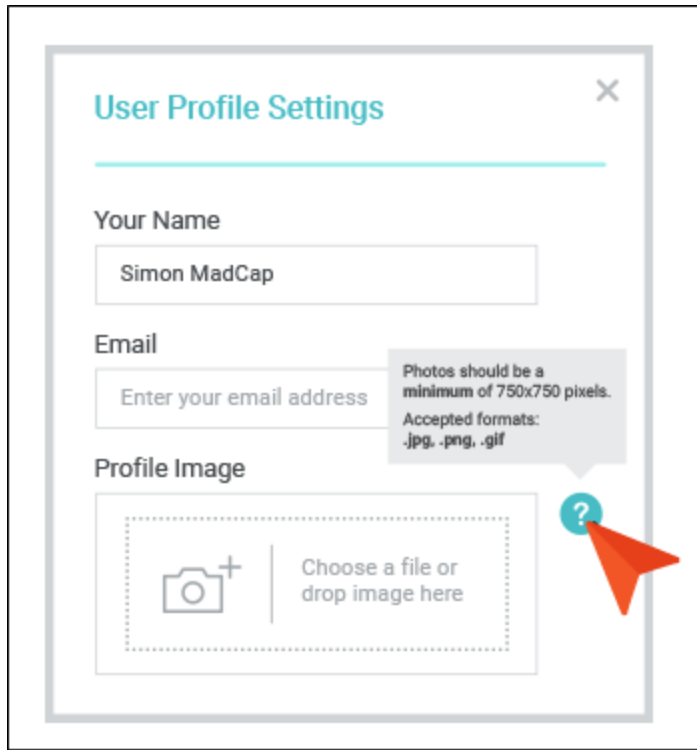 User Profile Settings
×
Your Name
Simon MadCap
Email
Enter your email address
Photos should be a
minimum of 750x750 pixels.
Accepted formats:
.jpg, .png, .gif
Profile Image
?
Choose a file or
drop image here